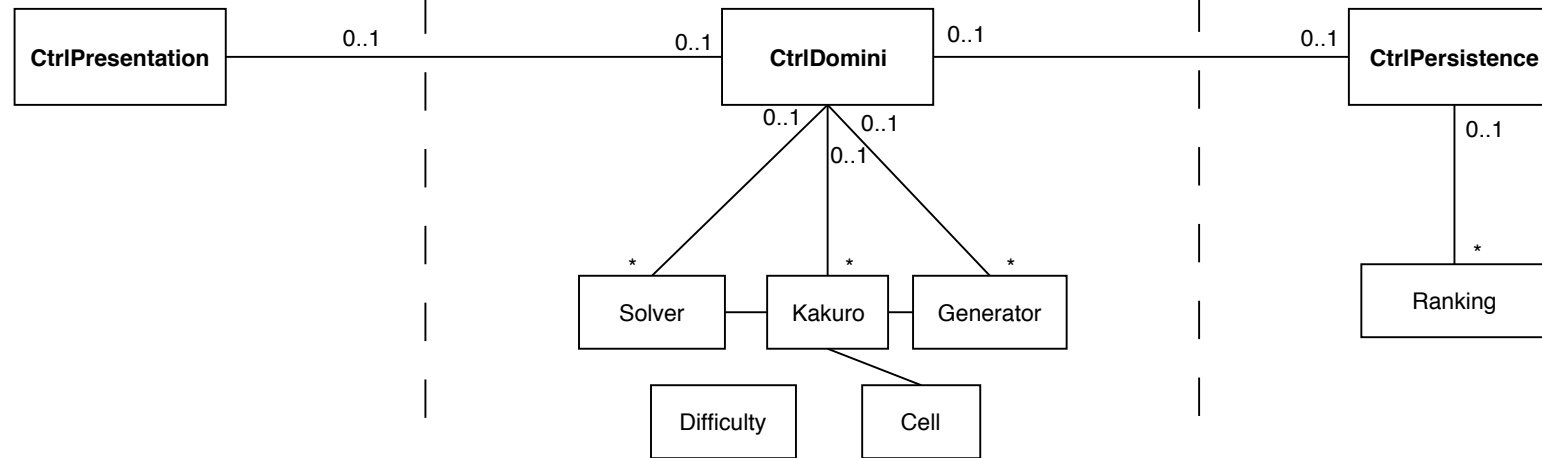 CtrlPresentation
0..1
0..1
CtrlDomini
0..1
0..1
CtrlPersistence
0..1
0..1
0..1
0..1
*
*
*
*
Solver
Kakuro
Generator
Ranking
Difficulty
Cell